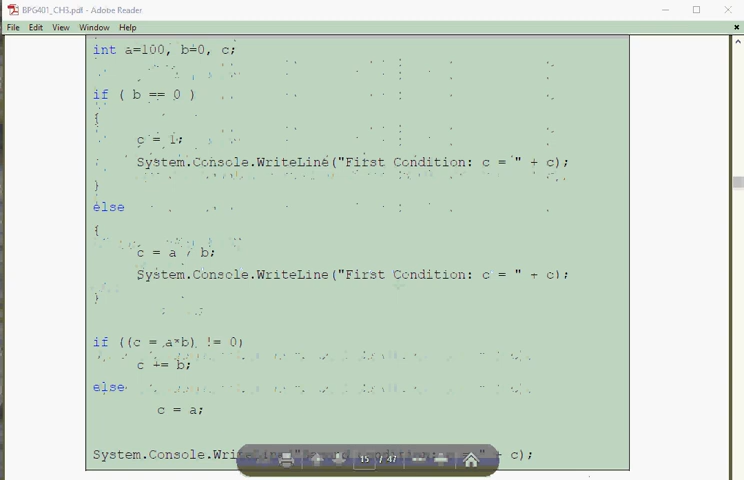 BPG401_CH3.pdf - Adobe Reader
File Edit View Window Help
int a=100, b=0, c;
if ( b == 0 )
{
c = 1;
System.Console.WriteLine("First Condition: c = " + c);
}
else
{
c = a / b;
System.Console.WriteLine("First Condition: c = " + c);
}
if ((c = a*b) != 0)
c += b;
else
c = a;
System.Console.WriteLine(" = " + c);
15 / 47